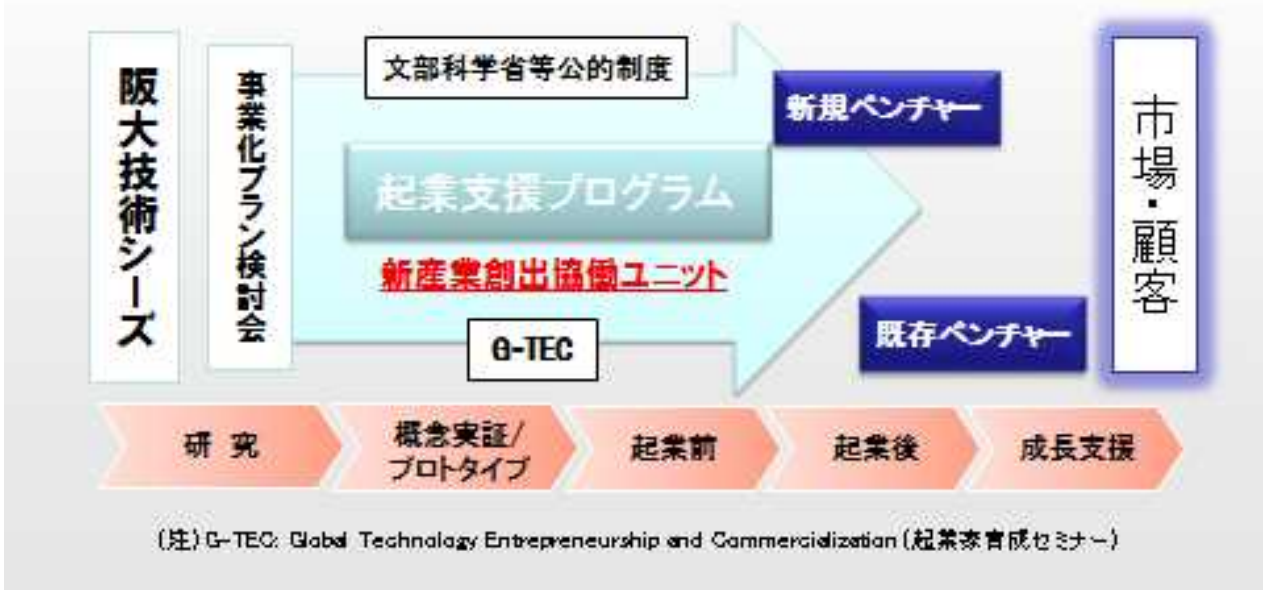 阪大技術シーズ
事業化プラン検討会
文部科学省等公的制度
起業支援プログラム
新産業創出協働ユニット
G-TEC
新規ベンチャー
既存ベンチャー
市場・顧客
研 究
概念実証/
プロトタイプ
起業前
起業後
成長支援
(注)G-TEC: Global Technology Entrepreneurship and Commercialization(起業家育成セミナー)